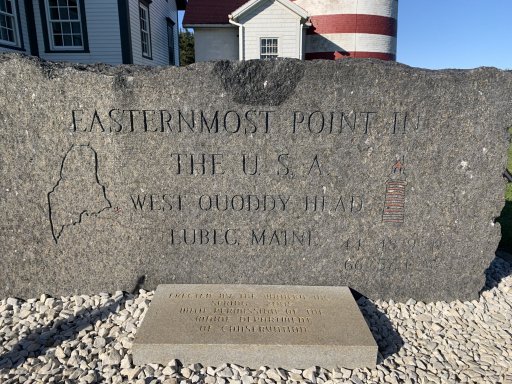 EASTERNMOST POINT IN
THE U. S. A.
WEST QUODDY HEAD
LUBEC, MAINE
ERECTED BY THE
SPRING
WITH PERMISSION OF THE
MAINE DEPARTMENT
OF CONSERVATION